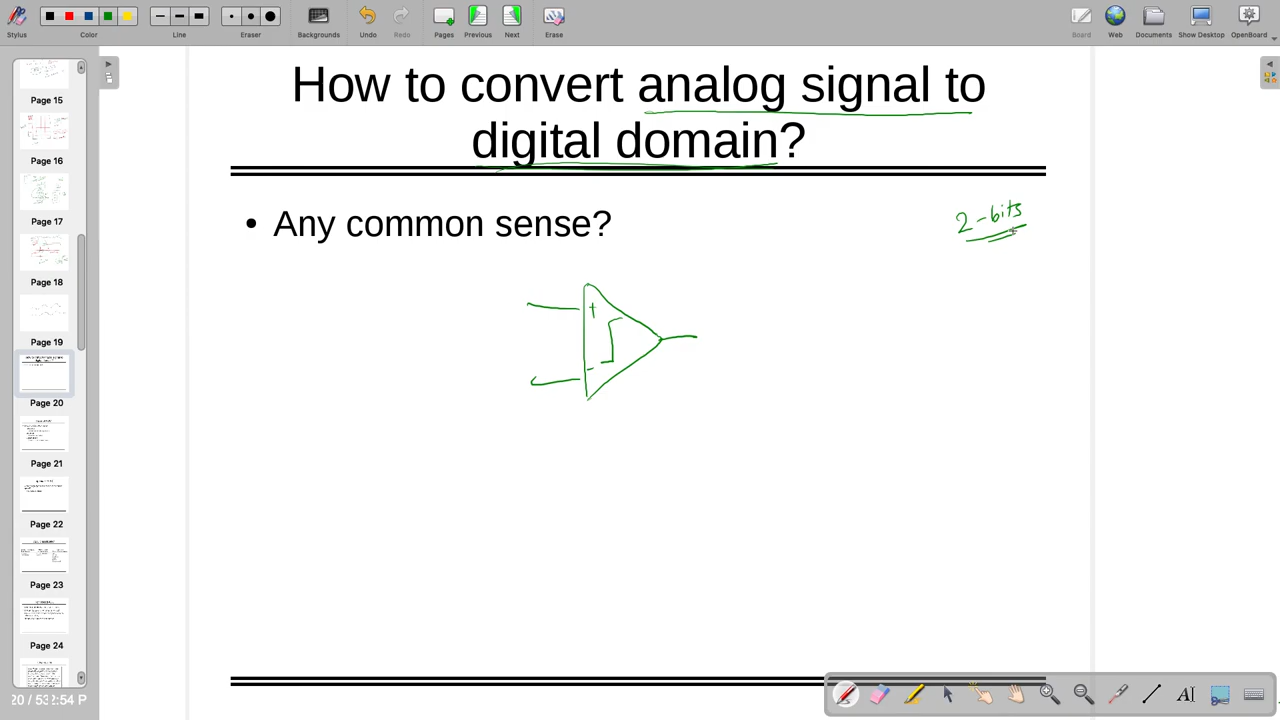 Stylus
Color
Line
Eraser
Backgrounds
Undo
Redo
Pages
Previous
Next
Erase
Board
Web
Documents
Show Desktop
OpenBoard
Page 15
Page 16
Page 17
Page 18
Page 19
Page 20
Page 21
Page 22
Page 23
Page 24
How to convert analog signal to
digital domain?
• Any common sense?
2-bits
+
-